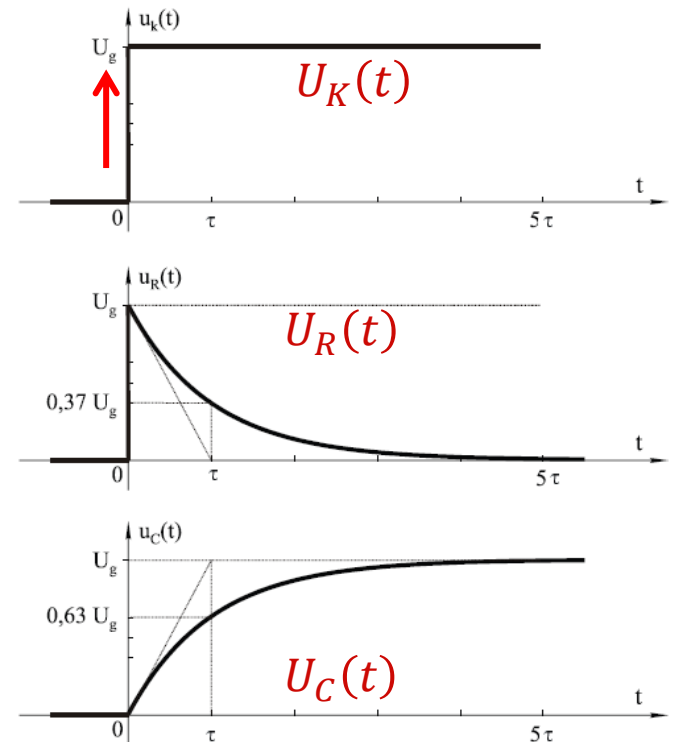 u_k(t)
U_g
U_K(t)
t
0 τ 5τ
u_R(t)
U_g
U_R(t)
0,37 U_g
t
0 τ 5τ
u_C(t)
U_g
0,63 U_g
U_C(t)
t
0 τ 5τ